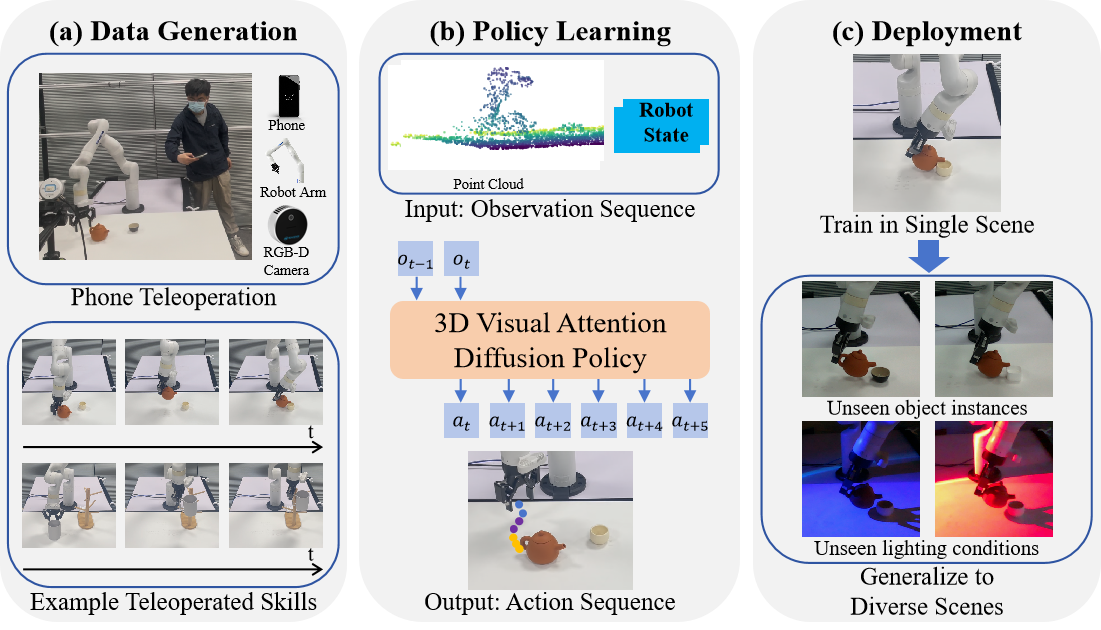 (a) Data Generation
Phone
Robot Arm
RGB-D
Camera
Phone Teleoperation
t
t
Example Teleoperated Skills
(b) Policy Learning
Robot
State
Point Cloud
Input: Observation Sequence
o_{t−1} o_t
3D Visual Attention
Diffusion Policy
a_t a_{t+1} a_{t+2} a_{t+3} a_{t+4} a_{t+5}
Output: Action Sequence
(c) Deployment
Train in Single Scene
Unseen object instances
Unseen lighting conditions
Generalize to
Diverse Scenes